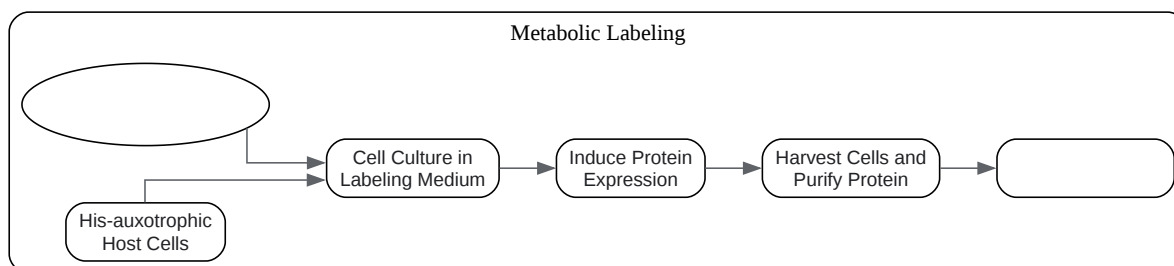 Metabolic Labeling
Cell Culture in
Labeling Medium
Induce Protein
Expression
Harvest Cells and
Purify Protein
His-auxotrophic
Host Cells